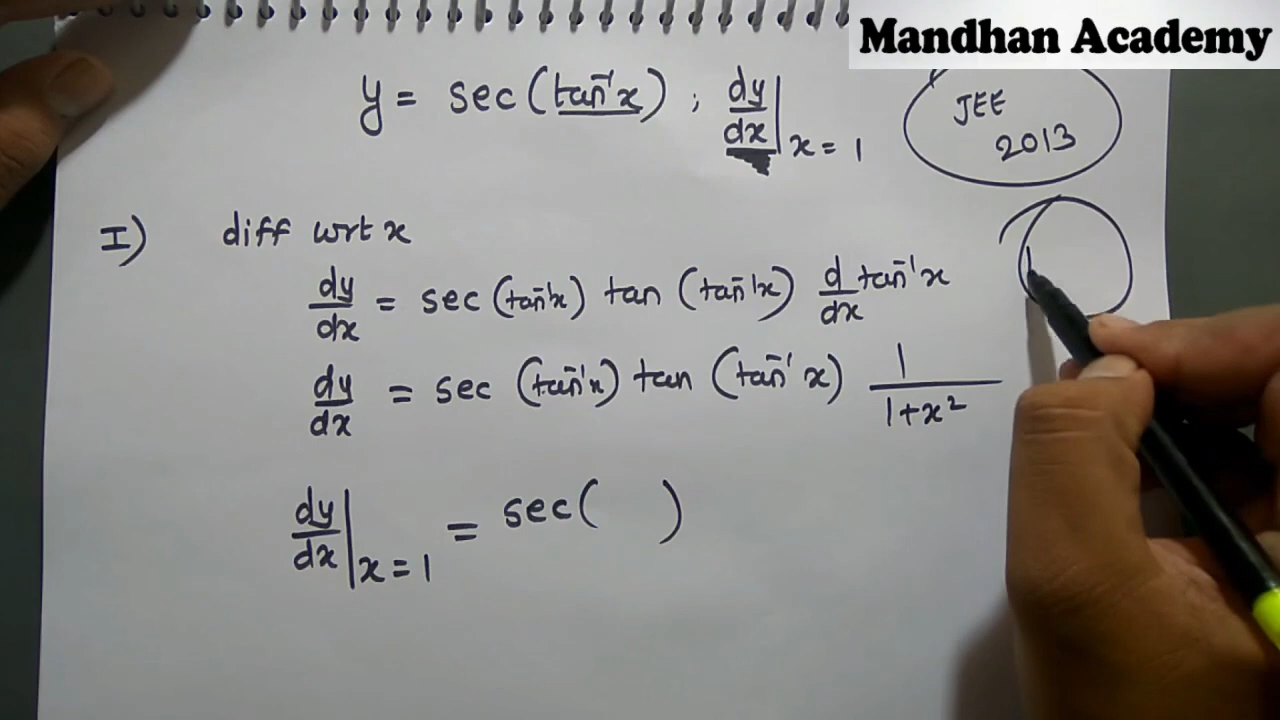 Mandhan Academy
y = sec(tan⁻¹x) ; dy/dx|x=1
JEE
2013
I) diff wrt x
dy/dx = sec (tan⁻¹x) tan (tan⁻¹x) d/dx tan⁻¹x
dy/dx = sec (tan⁻¹x) tan (tan⁻¹x) 1/1+x²
dy/dx|x=1 = sec( )